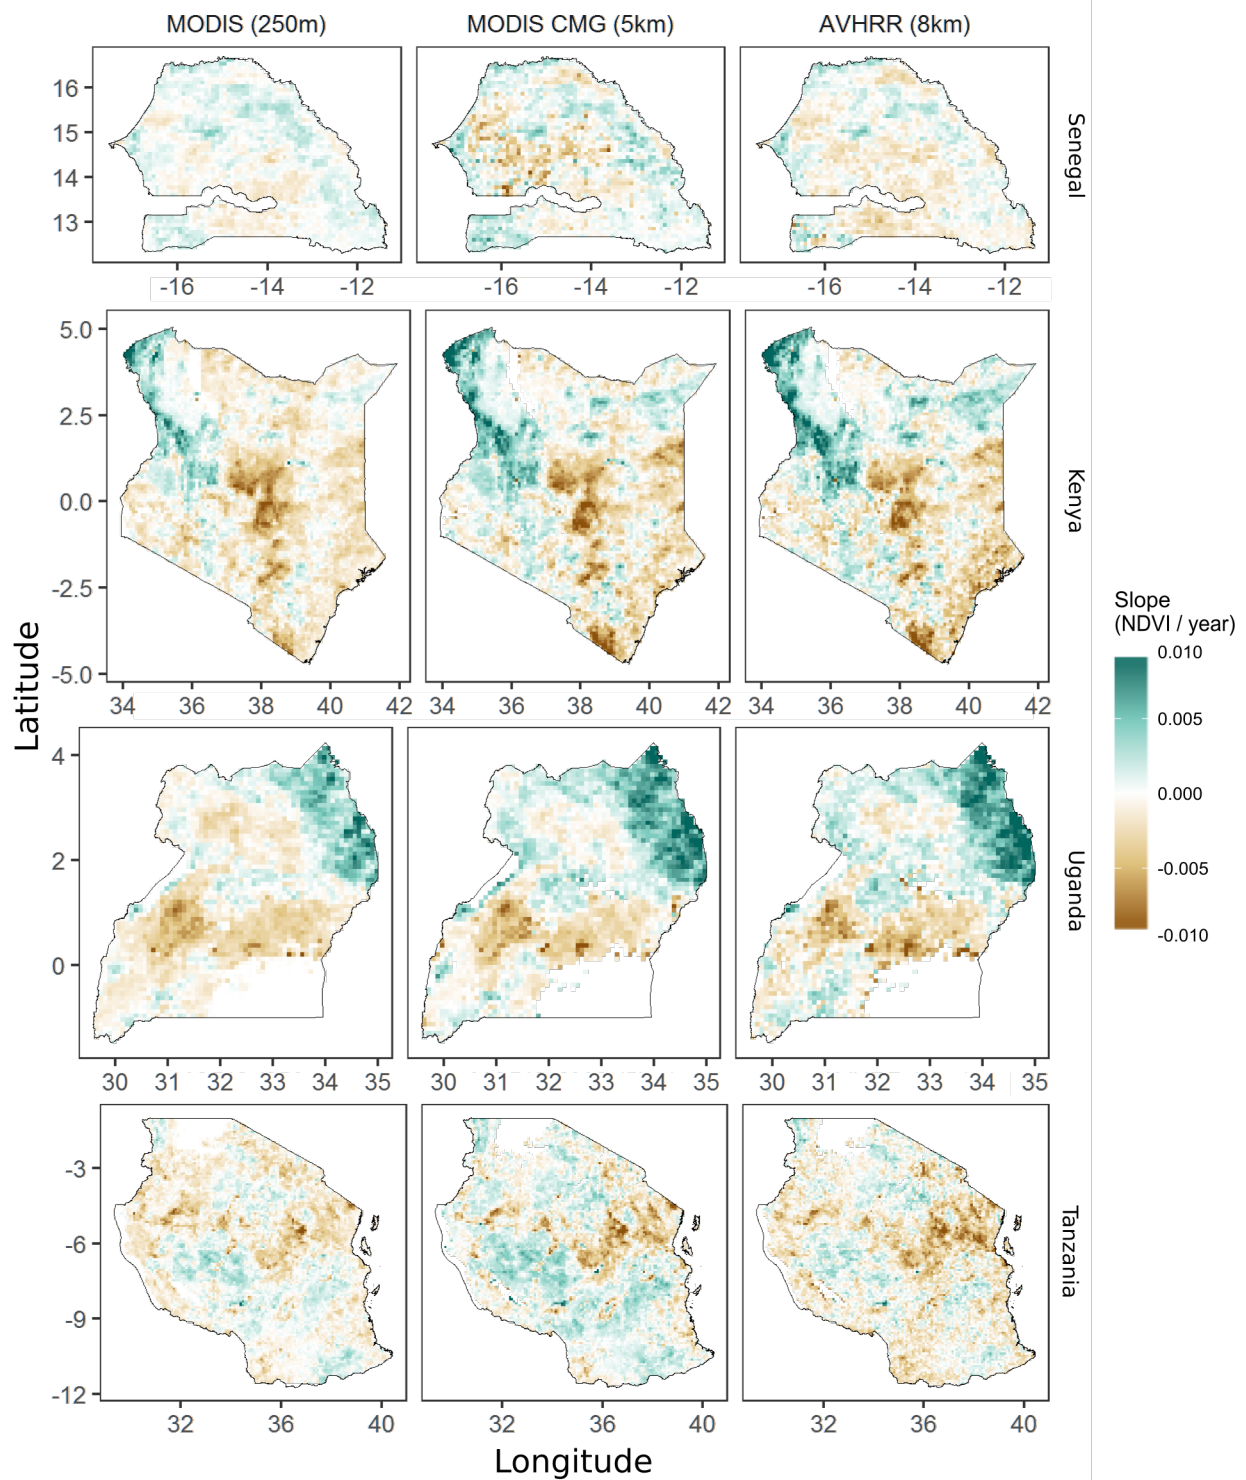 MODIS (250m) MODIS CMG (5km) AVHRR (8km)
16
15
14
13
Senegal
-16 -14 -12 -16 -14 -12 -16 -14 -12
5.0
2.5
0.0
-2.5
-5.0
Kenya
34 36 38 40 42 34 36 38 40 42 34 36 38 40 42
Latitude
Slope
(NDVI / year)
0.010
0.005
0.000
-0.005
-0.010
4
2
0
Uganda
30 31 32 33 34 35 30 31 32 33 34 35 30 31 32 33 34 35
-3
-6
-9
-12
Tanzania
32 36 40 32 36 40 32 36 40
Longitude